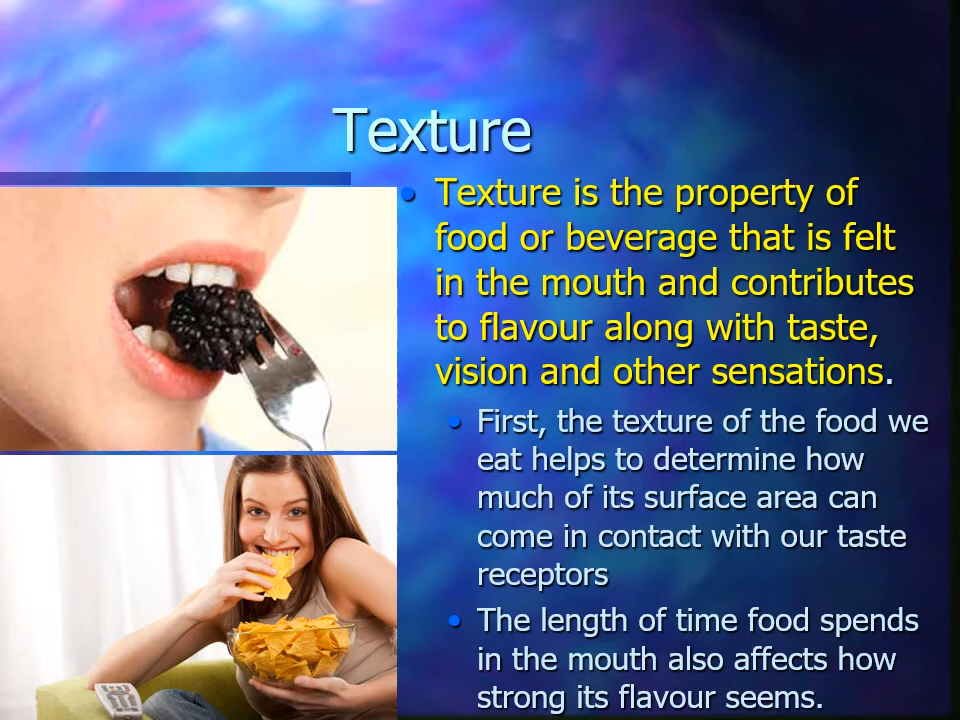 Texture
• Texture is the property of
food or beverage that is felt
in the mouth and contributes
to flavour along with taste,
vision and other sensations.
• First, the texture of the food we
eat helps to determine how
much of its surface area can
come in contact with our taste
receptors
• The length of time food spends
in the mouth also affects how
strong its flavour seems.